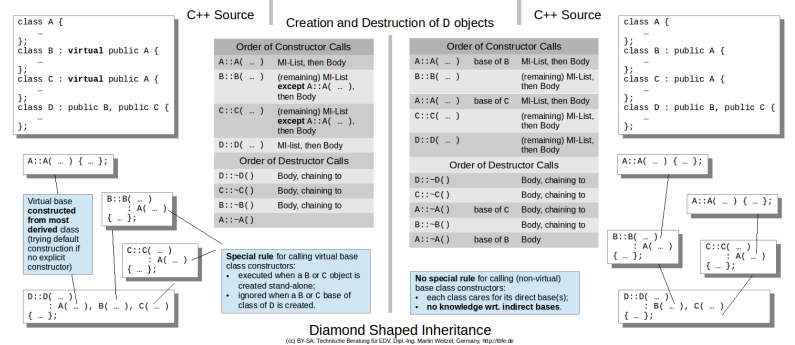 C++ Source
Creation and Destruction of D objects
C++ Source
class A {
…
};
class B : virtual public A {
…
};
class C : virtual public A {
…
};
class D : public B, public C {
…
};
Order of Constructor Calls
A::A( … ) MI-List, then Body
B::B( … ) (remaining) MI-List
except A::A( … ),
then Body
C::C( … ) (remaining) MI-List
except A::A( … ),
then Body
D::D( … ) MI-list, then Body
Order of Destructor Calls
D::~D() Body, chaining to
C::~C() Body, chaining to
B::~B() Body, chaining to
A::~A()
Order of Constructor Calls
A::A( … ) base of B MI-List, then Body
B::B( … ) (remaining) MI-List,
then Body
A::A( … ) base of C MI-List, then Body
C::C( … ) (remaining) MI-List,
then Body
D::D( … ) (remaining) MI-List,
then Body
Order of Destructor Calls
D::~D() Body, chaining to
C::~C() Body, chaining to
A::~A() base of C Body, chaining to
B::~B() Body, chaining to
A::~A() base of B Body
class A {
…
};
class B : public A {
…
};
class C : public A {
…
};
class D : public B, public C {
…
};
A::A( … ) { … };
Virtual base
constructed
from most
derived class
(trying default
construction if
no explicit
constructor)
B::B( … )
: A( … )
{ … };
C::C( … )
: A( … )
{ … };
D::D( … )
: A( … ), B( … ), C( … )
{ … };
Special rule for calling virtual base
class constructors:
• executed when a B or C object is
created stand-alone;
• ignored when a B or C base of
class of D is created.
No special rule for calling (non-virtual)
base class constructors:
• each class cares for its direct base(s);
• no knowledge wrt. indirect bases.
A::A( … ) { … };
A::A( … ) { … };
B::B( … )
: A( … )
{ … };
C::C( … )
: A( … )
{ … };
D::D( … )
: B( … ), C( … )
{ … };
Diamond Shaped Inheritance
(cc) BY-SA: Technische Beratung für EDV, Dipl.-Ing. Martin Weitzel, Germany, http://tbfe.de